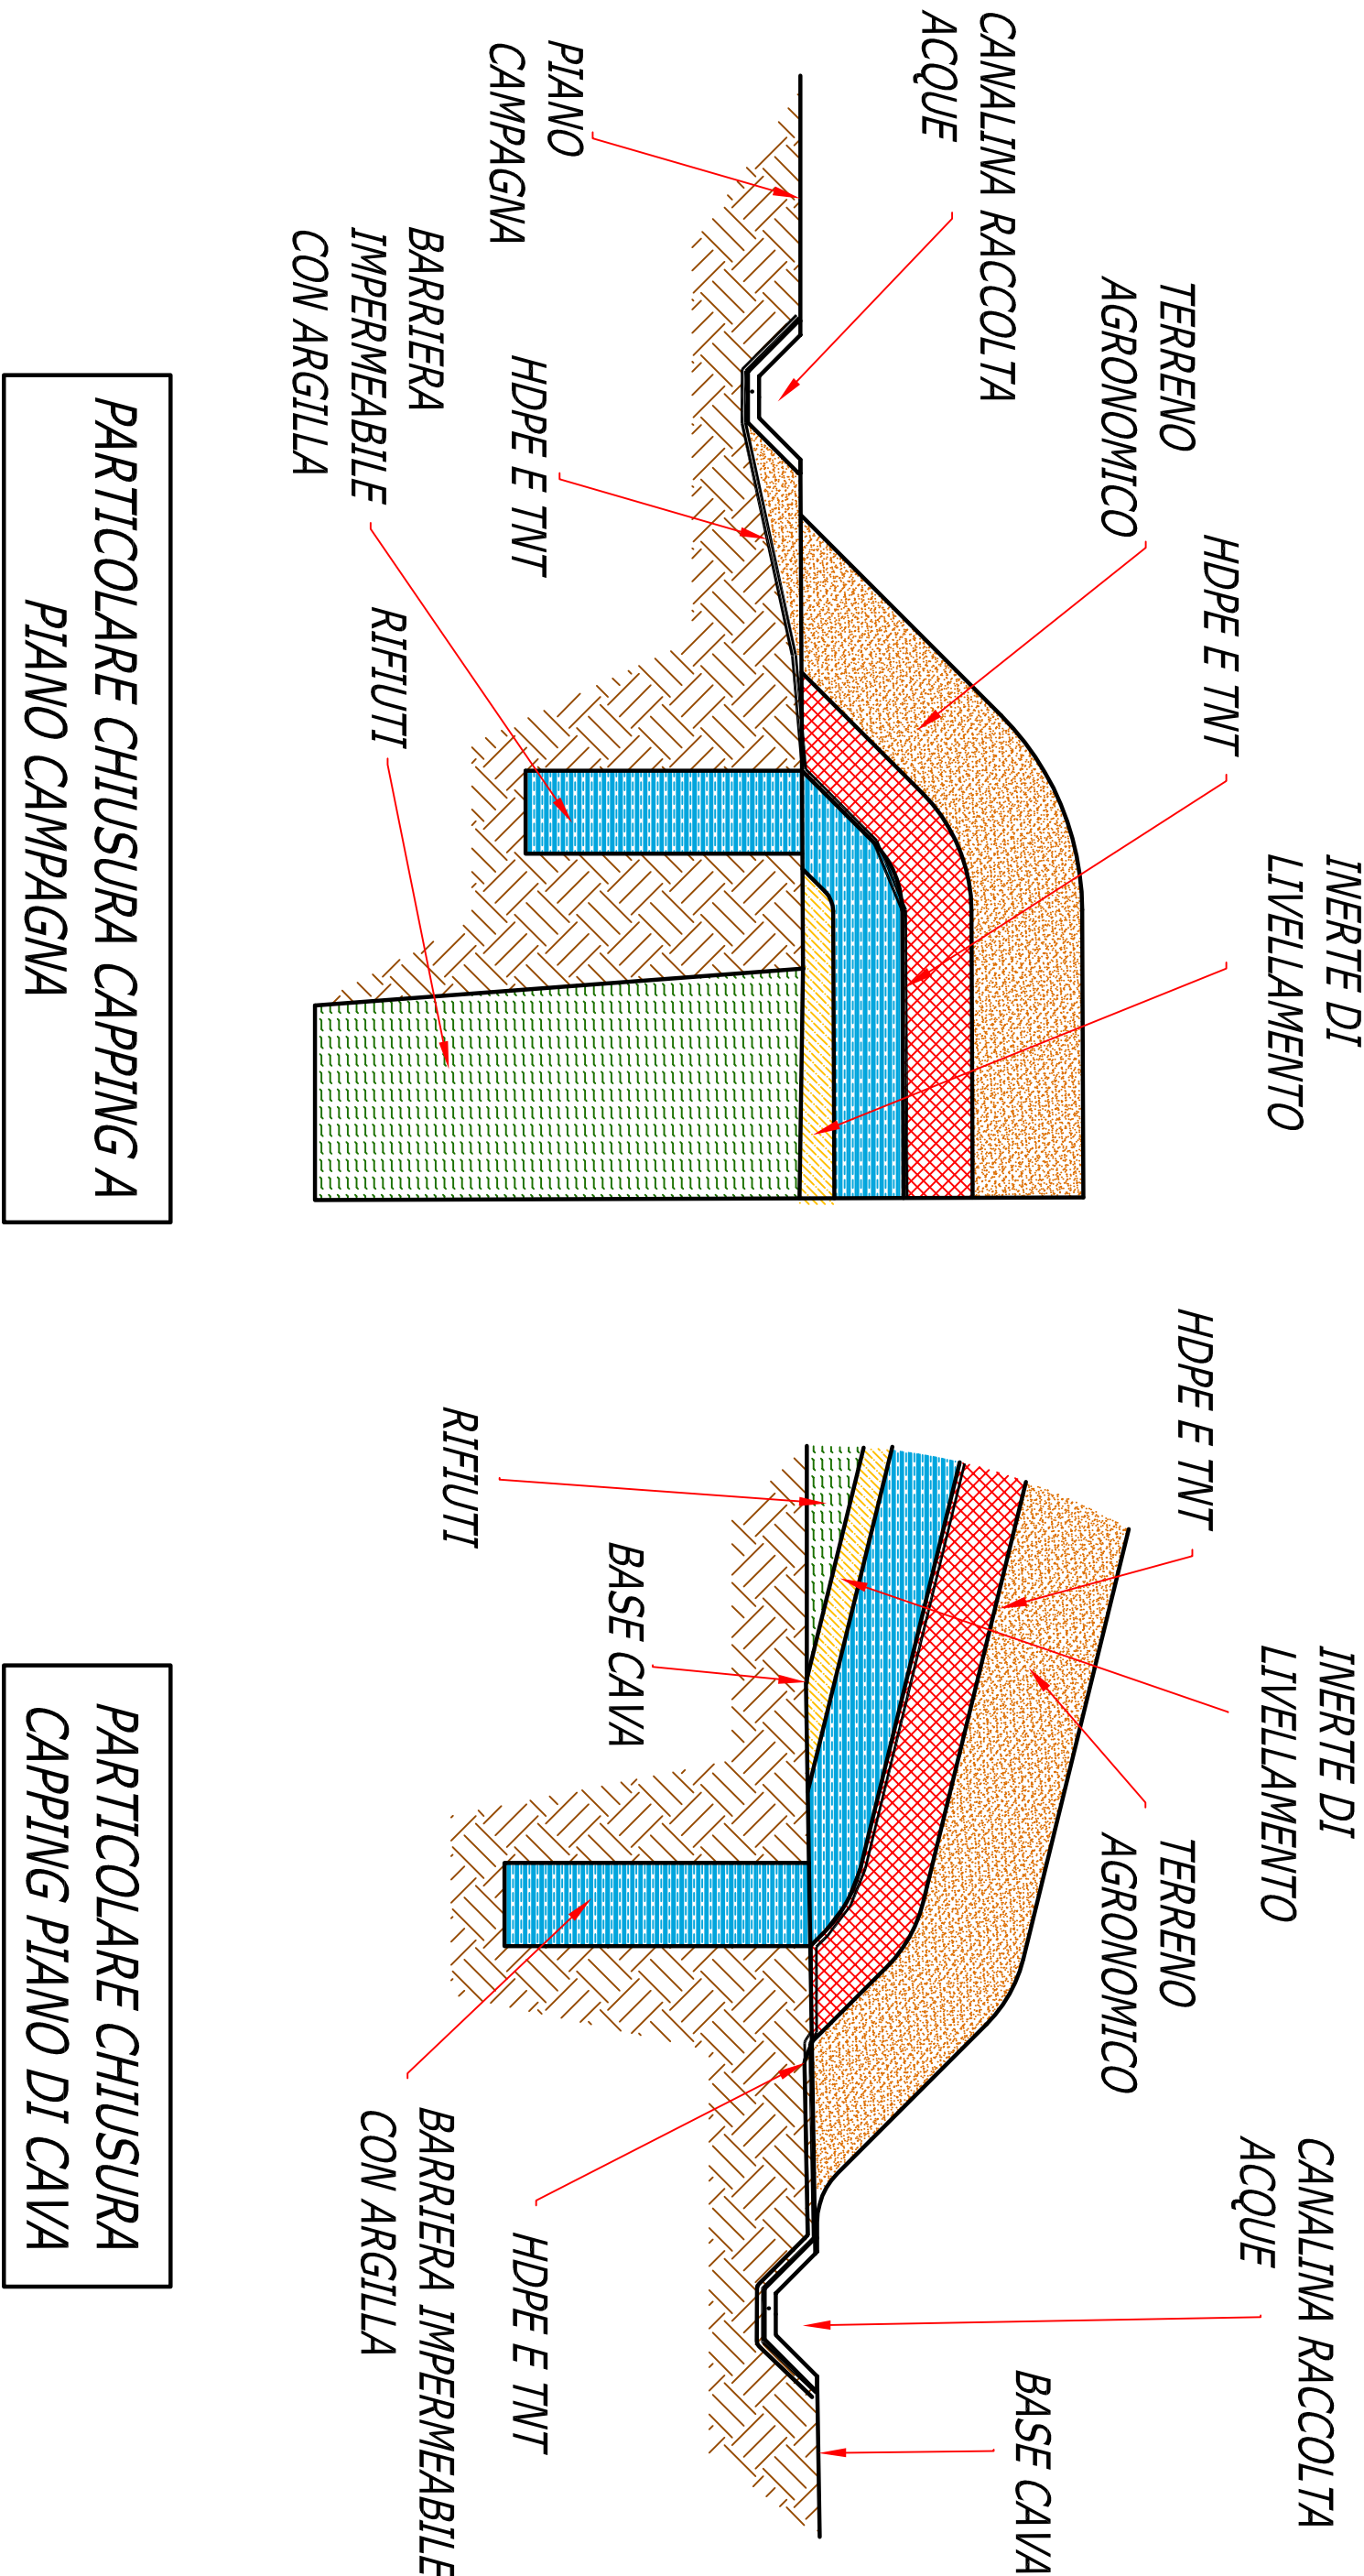 INERTE DI
LIVELLAMENTO
HDPE E TNT
TERRENO
AGRONOMICO
CANALINA RACCOLTA
ACQUE
PIANO
CAMPAGNA
HDPE E TNT
BARRIERA
IMPERMEABILE
CON ARGILLA
RIFIUTI
PARTICOLARE CHIUSURA CAPPING A
PIANO CAMPAGNA
INERTE DI
LIVELLAMENTO
HDPE E TNT
TERRENO
AGRONOMICO
CANALINA RACCOLTA
ACQUE
BASE CAVA
RIFIUTI
BASE CAVA
HDPE E TNT
BARRIERA IMPERMEABILE
CON ARGILLA
PARTICOLARE CHIUSURA
CAPPING PIANO DI CAVA